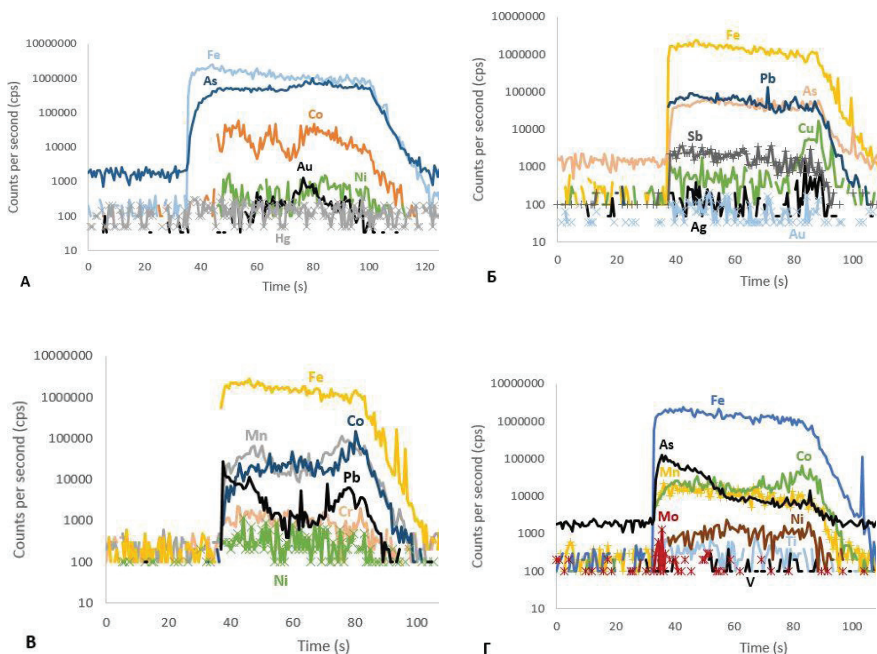 Counts per second (cps)
10000000
1000000
100000
10000
1000
100
10
Fe
As
Co
Au
Ni
Hg
0 20 40 60 80 100 120
Time (s)
А
Counts per second (cps)
10000000
1000000
100000
10000
1000
100
10
Fe
Pb
As
Cu
Sb
Ag
Au
0 20 40 60 80 100
Time (s)
Б
Counts per second (cps)
10000000
1000000
100000
10000
1000
100
10
Fe
Co
Mn
Pb
Cr
Ni
0 20 40 60 80 100
Time (s)
В
Counts per second (cps)
10000000
1000000
100000
10000
1000
100
10
Fe
As
Co
Mn
Mo
Ni
Ti
V
0 20 40 60 80 100
Time (s)
Г